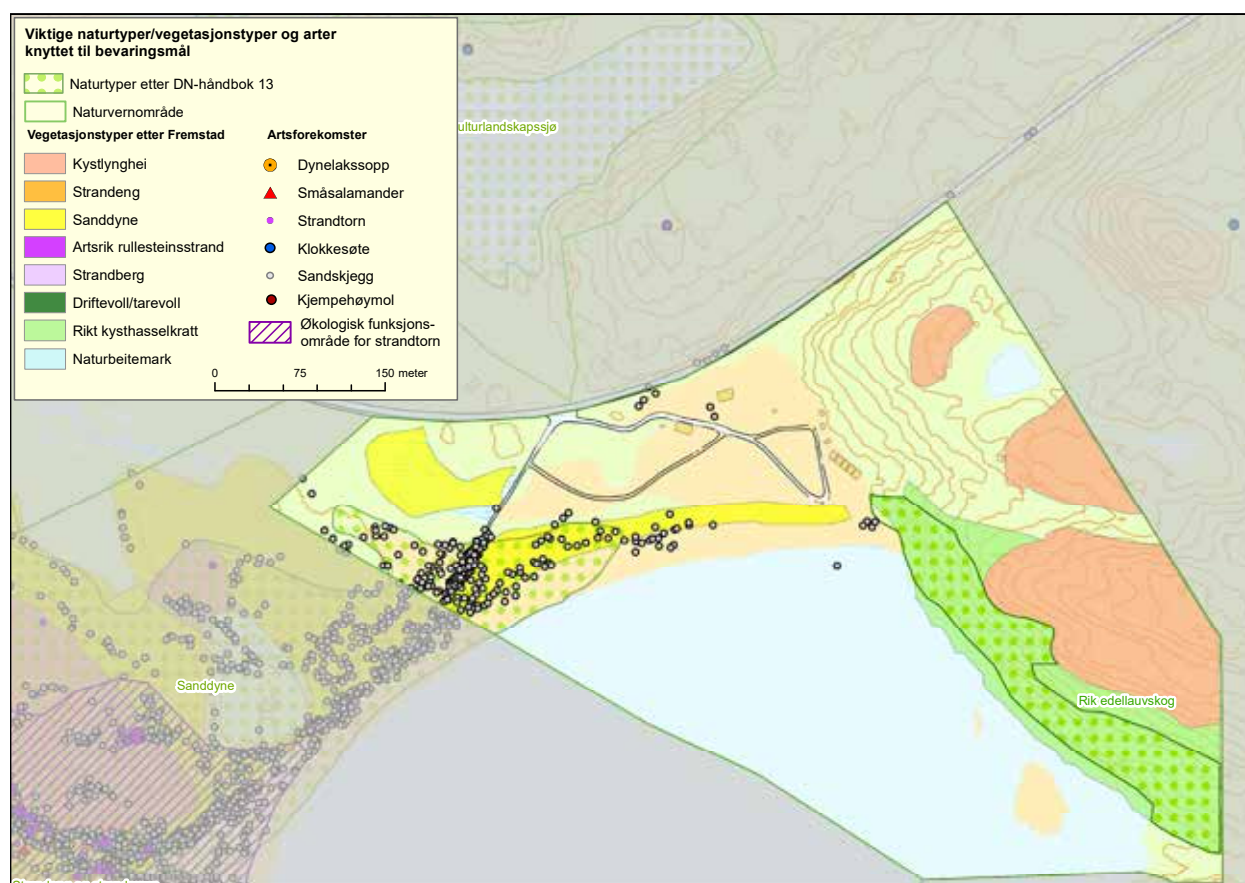 Viktige naturtyper/vegetasjonstyper og arter
knyttet til bevaringsmål
Naturtyper etter DN-håndbok 13
Naturvernområde
Vegetasjonstyper etter Fremstad
Kystlynghei
Strandeng
Sanddyne
Artsrik rullesteinsstrand
Strandberg
Driftevoll/tarevoll
Rikt kysthasselkratt
Naturbeitemark
Artsforekomster
Dynelakssopp
Småsalamander
Strandtorn
Klokkesøte
Sandskjegg
Kjempehøymol
Økologisk funksjons-
område for strandtorn
0 75 150 meter
ulturlandskapssjø
Sanddyne
Rik edellauvskog